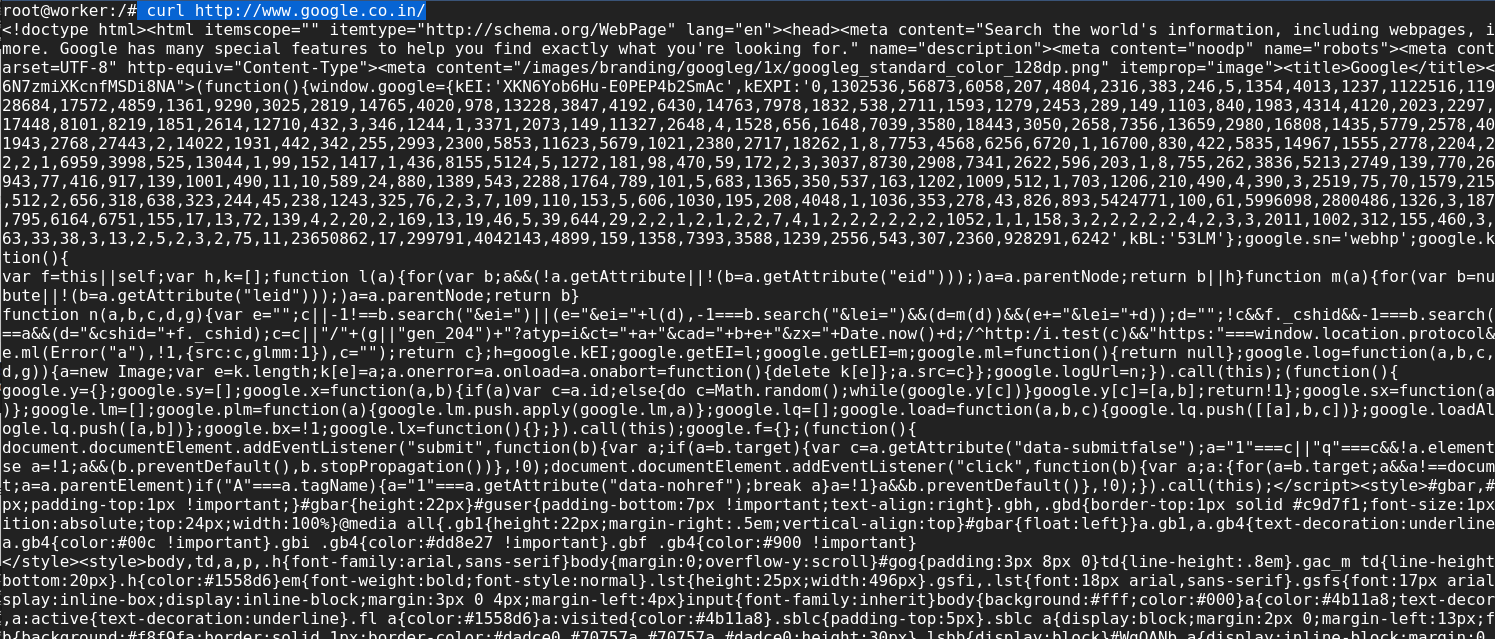 root@worker:/# curl http://www.google.co.in/
<!doctype html><html itemscope="" itemtype="http://schema.org/WebPage" lang="en"><head><meta content="Search the world's information, including webpages, i
more. Google has many special features to help you find exactly what you're looking for." name="description"><meta content="noodp" name="robots"><meta cont
arset=UTF-8" http-equiv="Content-Type"><meta content="/images/branding/googleg/1x/googleg_standard_color_128dp.png" itemprop="image"><title>Google</title><
6N7zmiXKcnfMSDi8NA">(function(){window.google={kEI:'XKN6Yob6Hu-E0PEP4b2SmAc',kEXPI:'0,1302536,56873,6058,207,4804,2316,383,246,5,1354,4013,1237,1122516,119
28684,17572,4859,1361,9290,3025,2819,14765,4020,978,13228,3847,4192,6430,14763,7978,1832,538,2711,1593,1279,2453,289,149,1103,840,1983,4314,4120,2023,2297,
17448,8101,8219,1851,2614,12710,432,3,346,1244,1,3371,2073,149,11327,2648,4,1528,656,1648,7039,3580,18443,3050,2658,7356,13659,2980,16808,1435,5779,2578,40
1943,2768,27443,2,14022,1931,442,342,255,2993,2300,5853,11623,5679,1021,2380,2717,18262,1,8,7753,4568,6256,6720,1,16700,830,422,5835,14967,1555,2778,2204,2
2,2,1,6959,3998,525,13044,1,99,152,1417,1,436,8155,5124,5,1272,181,98,470,59,172,2,3,3037,8730,2908,7341,2622,596,203,1,8,755,262,3836,5213,2749,139,770,26
943,77,416,917,139,1001,490,11,10,589,24,880,1389,543,2288,1764,789,101,5,683,1365,350,537,163,1202,1009,512,1,703,1206,210,490,4,390,3,2519,75,70,1579,215
,512,2,656,318,638,323,244,45,238,1243,325,76,2,3,7,109,110,153,5,606,1030,195,208,4048,1,1036,353,278,43,826,893,5424771,100,61,5996098,2800486,1326,3,187
,795,6164,6751,155,17,13,72,139,4,2,20,2,169,13,19,46,5,39,644,29,2,2,1,2,1,2,2,7,4,1,2,2,2,2,2,2,1052,1,1,158,3,2,2,2,2,2,4,2,3,3,2011,1002,312,155,460,3,
63,33,38,3,13,2,5,2,3,2,75,11,23650862,17,299791,4042143,4899,159,1358,7393,3588,1239,2556,543,307,2360,928291,6242',kBL:'53LM'};google.sn='webhp';google.k
tion(){
var f=this||self;var h,k=[];function l(a){for(var b;a&&(!a.getAttribute||!(b=a.getAttribute("eid")));)a=a.parentNode;return b||h}function m(a){for(var b=nu
bute||!(b=a.getAttribute("leid")));)a=a.parentNode;return b}
function n(a,b,c,d,g){var e="";c||-1!==b.search("&ei=")||(e="&ei="+l(d),-1===b.search("&lei=")&&(d=m(d))&&(e+="&lei="+d));d="";!c&&f._cshid&&-1===b.search(
==a&&(d="&cshid="+f._cshid);c=c||"/"+(g||"gen_204")+"?atyp=i&ct="+a+"&cad="+b+e+"&zx="+Date.now()+d;/^http:/i.test(c)&&"https:"===window.location.protocol&
e.ml(Error("a"),!1,{src:c,glmm:1}),c="");return c};h=google.kEI;google.getEI=l;google.getLEI=m;google.ml=function(){return null};google.log=function(a,b,c,
d,g)){a=new Image;var e=k.length;k[e]=a;a.onerror=a.onload=a.onabort=function(){delete k[e]};a.src=c}};google.logUrl=n;}).call(this);(function(){
google.y={};google.sy=[];google.x=function(a,b){if(a)var c=a.id;else{do c=Math.random();while(google.y[c])}google.y[c]=[a,b];return!1};google.sx=function(a
)};google.lm=[];google.plm=function(a){google.lm.push.apply(google.lm,a)};google.lq=[];google.load=function(a,b,c){google.lq.push([[a],b,c])};google.loadAl
ogle.lq.push([a,b])};google.bx=!1;google.lx=function(){};}).call(this);google.f={};(function(){
document.documentElement.addEventListener("submit",function(b){var a;if(a=b.target){var c=a.getAttribute("data-submitfalse");a="1"===c||"q"===c&&!a.element
se a=!1;a&&(b.preventDefault(),b.stopPropagation())},!0);document.documentElement.addEventListener("click",function(b){var a;a:{for(a=b.target;a&&a!==docum
t;a=a.parentElement)if("A"===a.tagName){a="1"===a.getAttribute("data-nohref");break a}a=!1}a&&b.preventDefault()},!0);}).call(this);</script><style>#gbar,#
px;padding-top:1px !important;}#gbar{height:22px}#guser{padding-bottom:7px !important;text-align:right}.gbh,.gbd{border-top:1px solid #c9d7f1;font-size:1px
ition:absolute;top:24px;width:100%}@media all{.gb1{height:22px;margin-right:.5em;vertical-align:top}#gbar{float:left}}a.gb1,a.gb4{text-decoration:underline
a.gb4{color:#00c !important}.gbi .gb4{color:#dd8e27 !important}.gbf .gb4{color:#900 !important}
</style><style>body,td,a,p,.h{font-family:arial,sans-serif}body{margin:0;overflow-y:scroll}#gog{padding:3px 8px 0}td{line-height:.8em}.gac_m td{line-height
bottom:20px}.h{color:#1558d6}em{font-weight:bold;font-style:normal}.lst{height:25px;width:496px}.gsfi,.lst{font:18px arial,sans-serif}.gsfs{font:17px arial
splay:inline-box;display:inline-block;margin:3px 0 4px;margin-left:4px}input{font-family:inherit}body{background:#fff;color:#000}a{color:#4b11a8;text-decor
,a:active{text-decoration:underline}.fl a{color:#1558d6}a:visited{color:#4b11a8}.sblc{padding-top:5px}.sblc a{display:block;margin:2px 0;margin-left:13px;f
h{background:#f8f9fa;border:solid 1px;border-color:#dadce0 #70757a #70757a #dadce0;height:30px}.lsbb{display:block}#WqQANb a{display:inline-block;margin:0